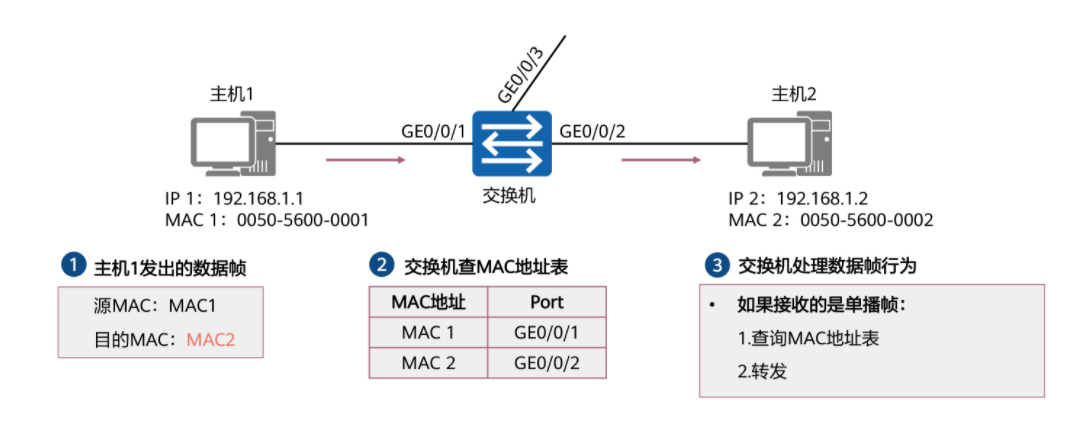 GE0/0/3
主机1
主机2
GE0/0/1
GE0/0/2
交换机
IP 1：192.168.1.1
MAC 1：0050-5600-0001
IP 2：192.168.1.2
MAC 2：0050-5600-0002
1 主机1发出的数据帧
源MAC：MAC1
目的MAC：MAC2
2 交换机查MAC地址表
MAC地址 Port
MAC 1 GE0/0/1
MAC 2 GE0/0/2
3 交换机处理数据帧行为
• 如果接收的是单播帧：
1.查询MAC地址表
2.转发